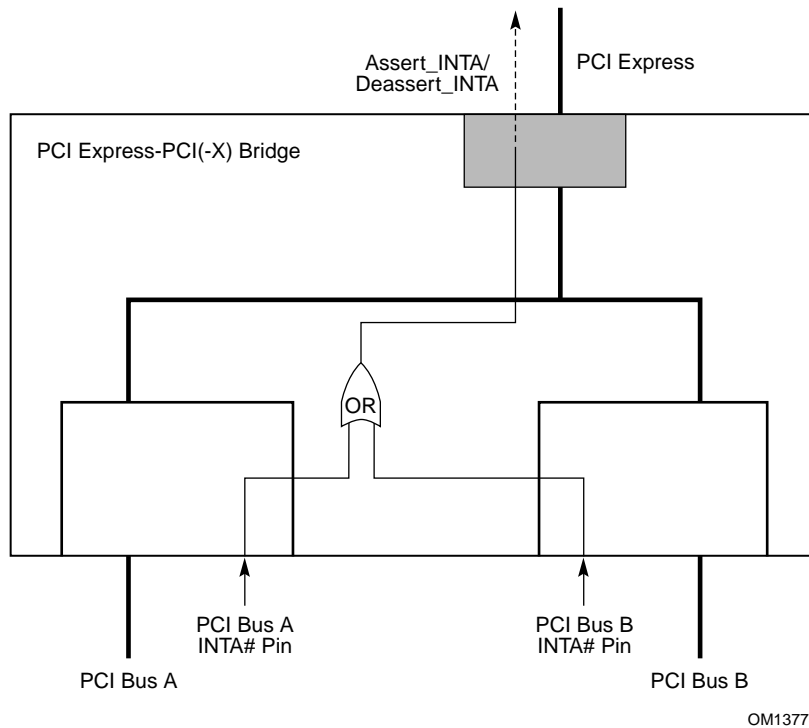 Assert_INTA/
Deassert_INTA
PCI Express
PCI Express-PCI(-X) Bridge
OR
PCI Bus A
INTA# Pin
PCI Bus B
INTA# Pin
PCI Bus A
PCI Bus B
OM1377